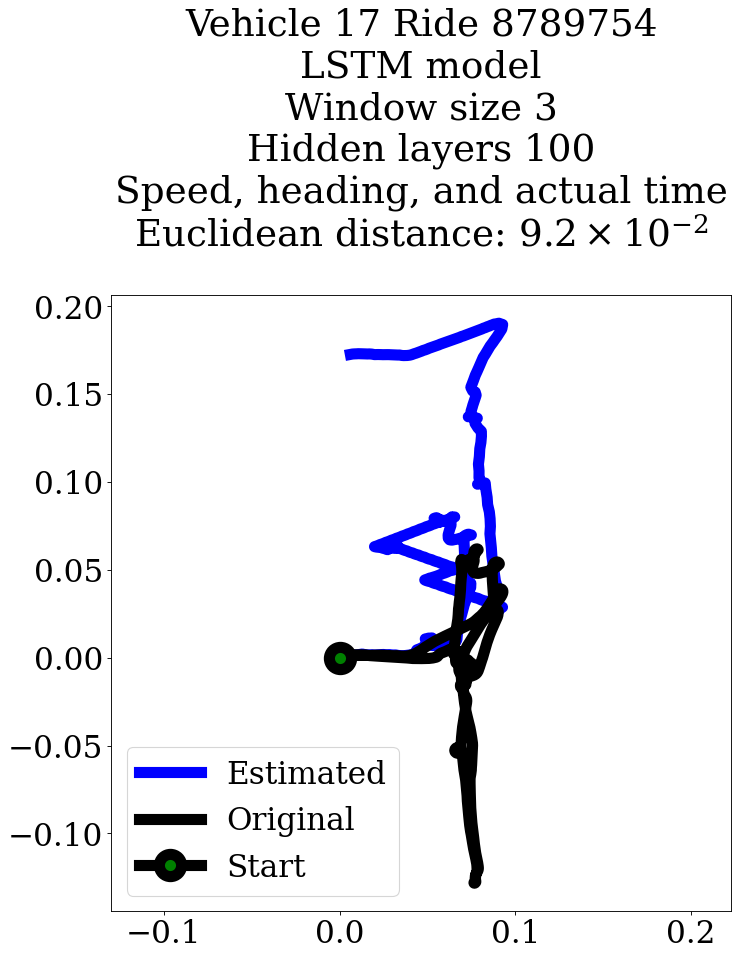 Vehicle 17 Ride 8789754
LSTM model
Window size 3
Hidden layers 100
Speed, heading, and actual time
Euclidean distance: 9.2 × 10⁻²
0.20
0.15
0.10
0.05
0.00
−0.05
−0.10
Estimated
Original
Start
−0.1 0.0 0.1 0.2